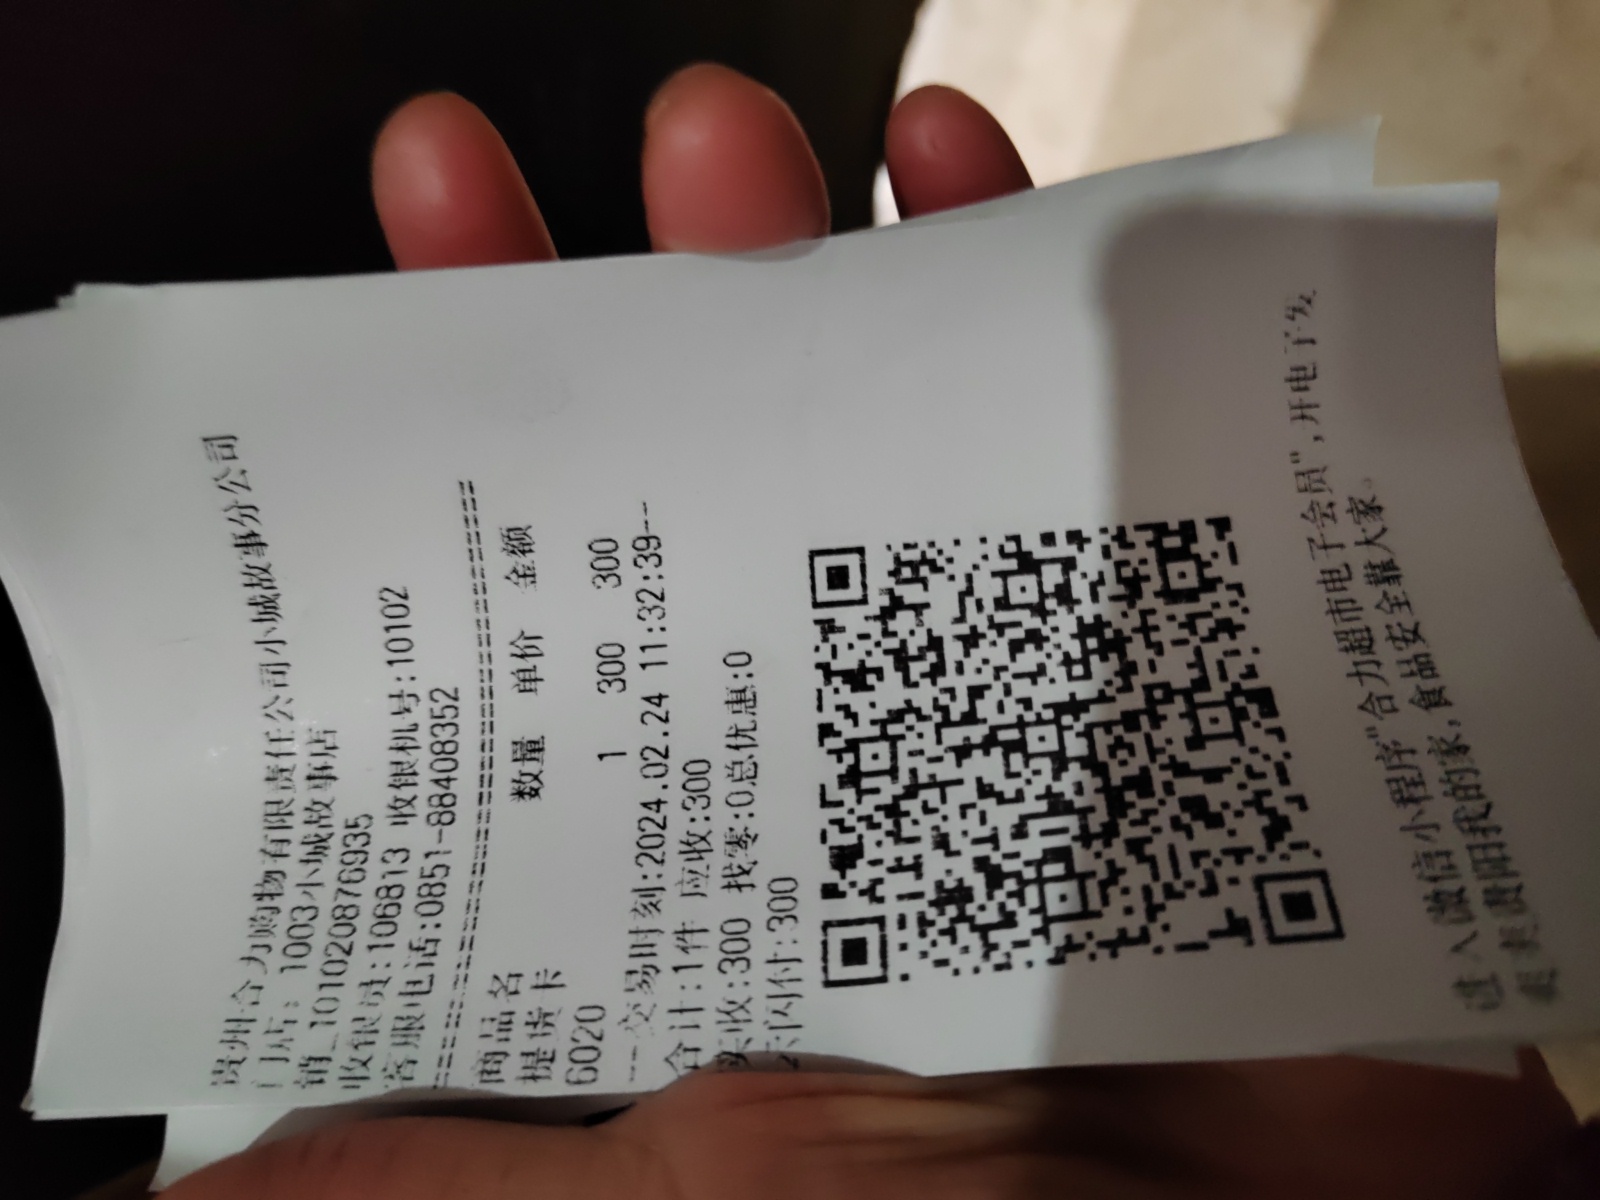 贵州合力购物有限责任公司小城故事分公司
门店：1003小城故事店
销_1010208776935
收银员:106813 收银机号:10102
客服电话:0851-88408352
商品名 数量 单价 金额
提货卡
6020 1 300 300
---交易时刻:2024.02.24 11:32:39---
合计:1件 应收:300
实收:300 找零:0总优惠:0
云闪付:300
进入微信小程序"合力超市电子会员",开电子发
票 贵阳我的家,食品安全靠大家。